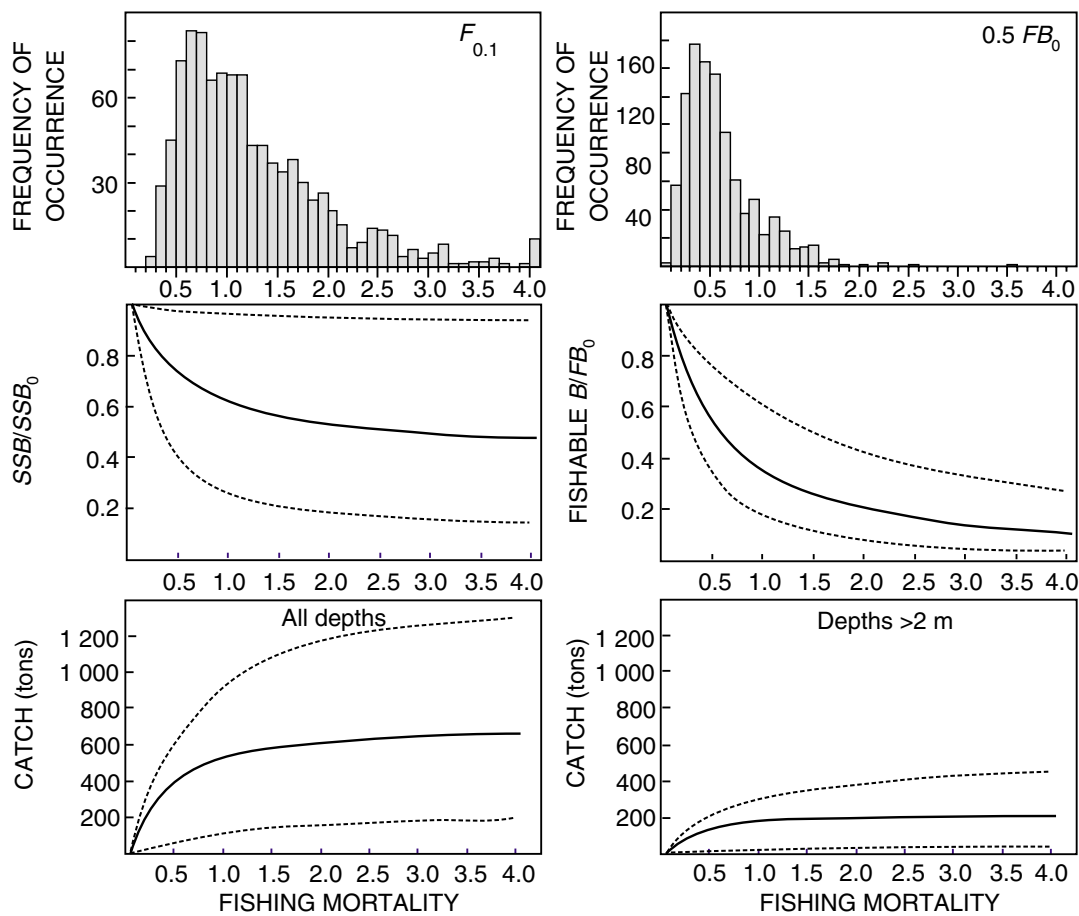 F0.1
FREQUENCY OF
OCCURRENCE
60
30
0.5 1.0 1.5 2.0 2.5 3.0 3.5 4.0
0.5 FB0
FREQUENCY OF
OCCURRENCE
160
120
80
40
0.5 1.0 1.5 2.0 2.5 3.0 3.5 4.0
SSB/SSB0
0.8
0.6
0.4
0.2
0.5 1.0 1.5 2.0 2.5 3.0 3.5 4.0
FISHABLE B/FB0
0.8
0.6
0.4
0.2
0.5 1.0 1.5 2.0 2.5 3.0 3.5 4.0
All depths
CATCH (tons)
1 200
1 000
800
600
400
200
0.5 1.0 1.5 2.0 2.5 3.0 3.5 4.0
FISHING MORTALITY
Depths >2 m
CATCH (tons)
1 200
1 000
800
600
400
200
0.5 1.0 1.5 2.0 2.5 3.0 3.5 4.0
FISHING MORTALITY